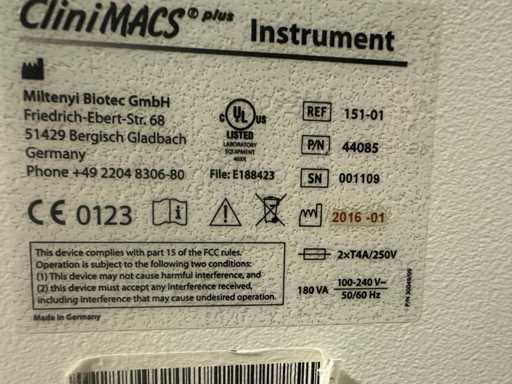 CliniMACS® plus Instrument
Miltenyi Biotec GmbH
Friedrich-Ebert-Str. 68
51429 Bergisch Gladbach
Germany
Phone +49 2204 8306-80
c UL US
LISTED
LABORATORY
EQUIPMENT
46XX
File: E188423
REF 151-01
P/N 44085
SN 001109
CE 0123
i
2016 -01
This device complies with part 15 of the FCC rules.
Operation is subject to the following two conditions:
(1) This device may not cause harmful interference, and
(2) this device must accept any interference received,
including interference that may cause undesired operation.
2xT4A/250V
180 VA 100-240 V~
50/60 Hz
Made in Germany